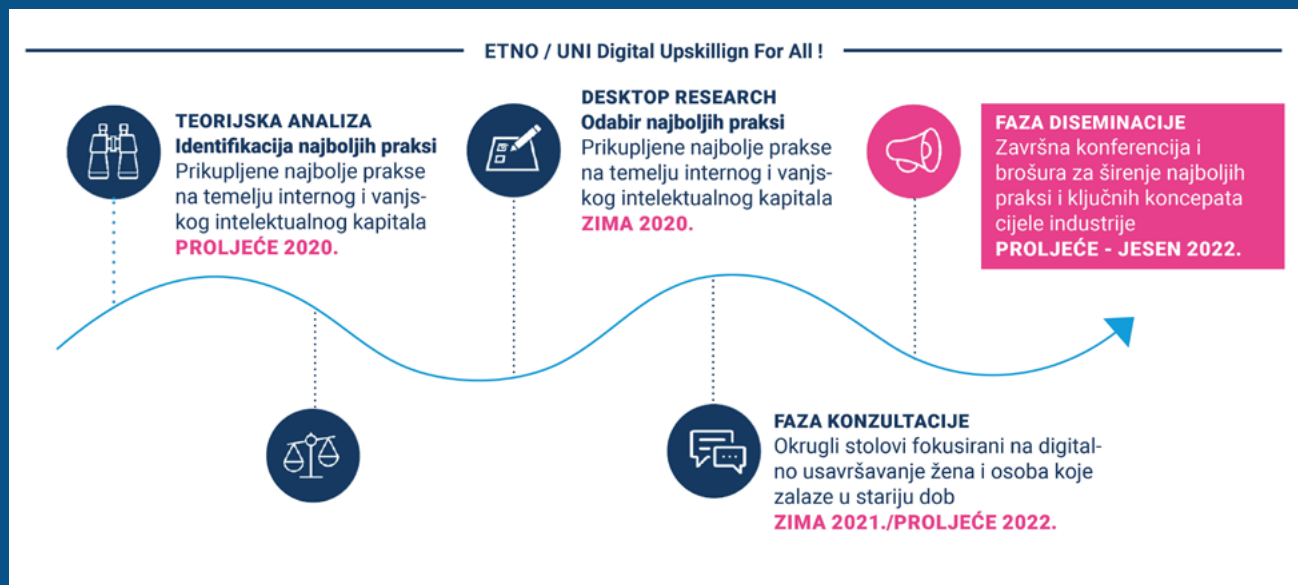 ETNO / UNI Digital Upskillign For All !
TEORIJSKA ANALIZA
Identifikacija najboljih praksi
Prikupljene najbolje prakse
na temelju internog i vanjs-
kog intelektualnog kapitala
PROLJEĆE 2020.
DESKTOP RESEARCH
Odabir najboljih praksi
Prikupljene najbolje prakse
na temelju internog i vanjs-
kog intelektualnog kapitala
ZIMA 2020.
FAZA DISEMINACIJE
Završna konferencija i
brošura za širenje najboljih
praksi i ključnih koncepata
cijele industrije
PROLJEĆE - JESEN 2022.
FAZA KONZULTACIJE
Okrugli stolovi fokusirani na digital-
no usavršavanje žena i osoba koje
zalaze u stariju dob
ZIMA 2021./PROLJEĆE 2022.